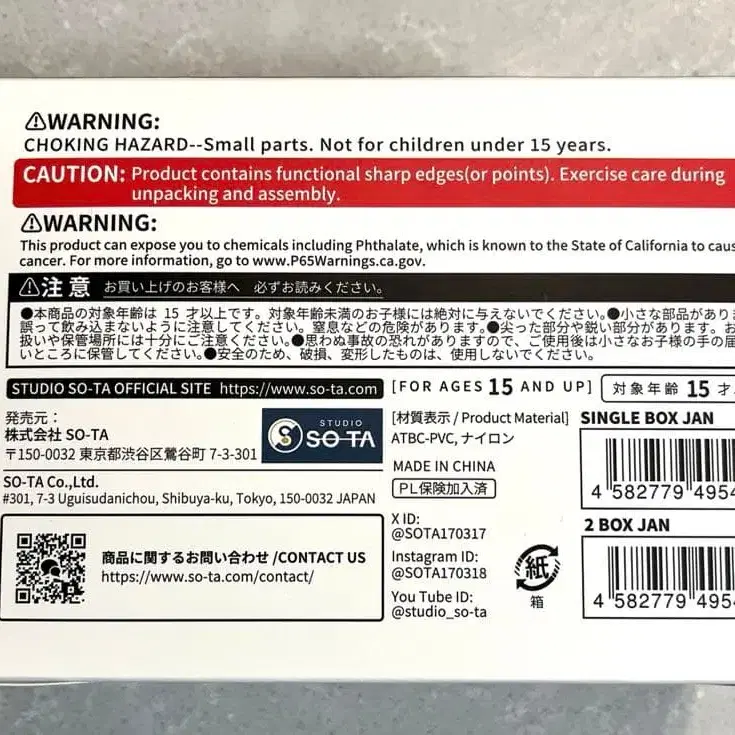 ⚠WARNING:
CHOKING HAZARD--Small parts. Not for children under 15 years.
CAUTION: Product contains functional sharp edges(or points). Exercise care during
unpacking and assembly.
⚠WARNING:
This product can expose you to chemicals including Phthalate, which is known to the State of California to
cancer. For more information, go to www.P65Warnings.ca.gov.
⚠注意 お買い上げのお客様へ 必ずお読みください。
●本商品の対象年齢は 15 才以上です。対象年齢未満のお子様には絶対に与えないでください。●小さな部品があり
誤って飲み込まないように注意してください。窒息などの危険があります。●尖った部分や鋭い部分があります。
扱いや保管場所には十分にご注意ください。●思わぬ事故の恐れがありますので、ご使用後は小さなお子様の手の届
いところに保管してください。●安全のため、破損、変形したものは、使用しないでください。
STUDIO SO-TA OFFICIAL SITE https://www.so-ta.com
[FOR AGES 15 AND UP]
対象年齢 15 才
発売元：
株式会社 SO-TA
〒150-0032 東京都渋谷区鶯谷町 7-3-301
STUDIO
SO-TA
SO-TA Co.,Ltd.
#301, 7-3 Uguisudanichou, Shibuya-ku, Tokyo, 150-0032 JAPAN
商品に関するお問い合わせ /CONTACT US
https://www.so-ta.com/contact/
[材質表示 / Product Material]
ATBC-PVC, ナイロン
MADE IN CHINA
PL保険加入済
X ID:
@SOTA170317
Instagram ID:
@SOTA170318
You Tube ID:
@studio_so-ta
紙
箱
SINGLE BOX JAN
4 582779 4954
2 BOX JAN
4 582779 4954